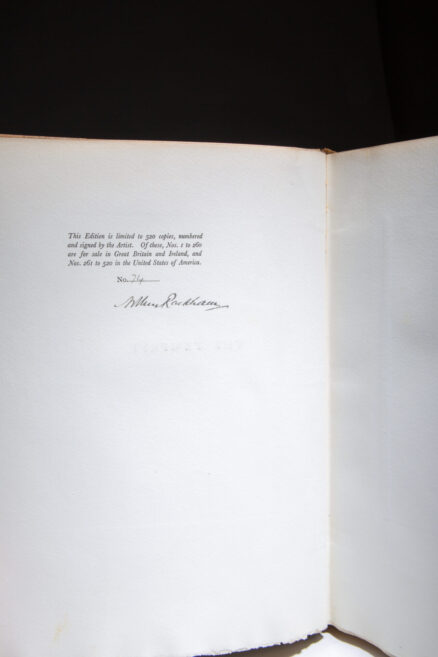 This Edition is limited to 520 copies, numbered
and signed by the Artist. Of these, Nos. 1 to 260
are for sale in Great Britain and Ireland, and
Nos. 261 to 520 in the United States of America.
No. 74
Arthur Rackham